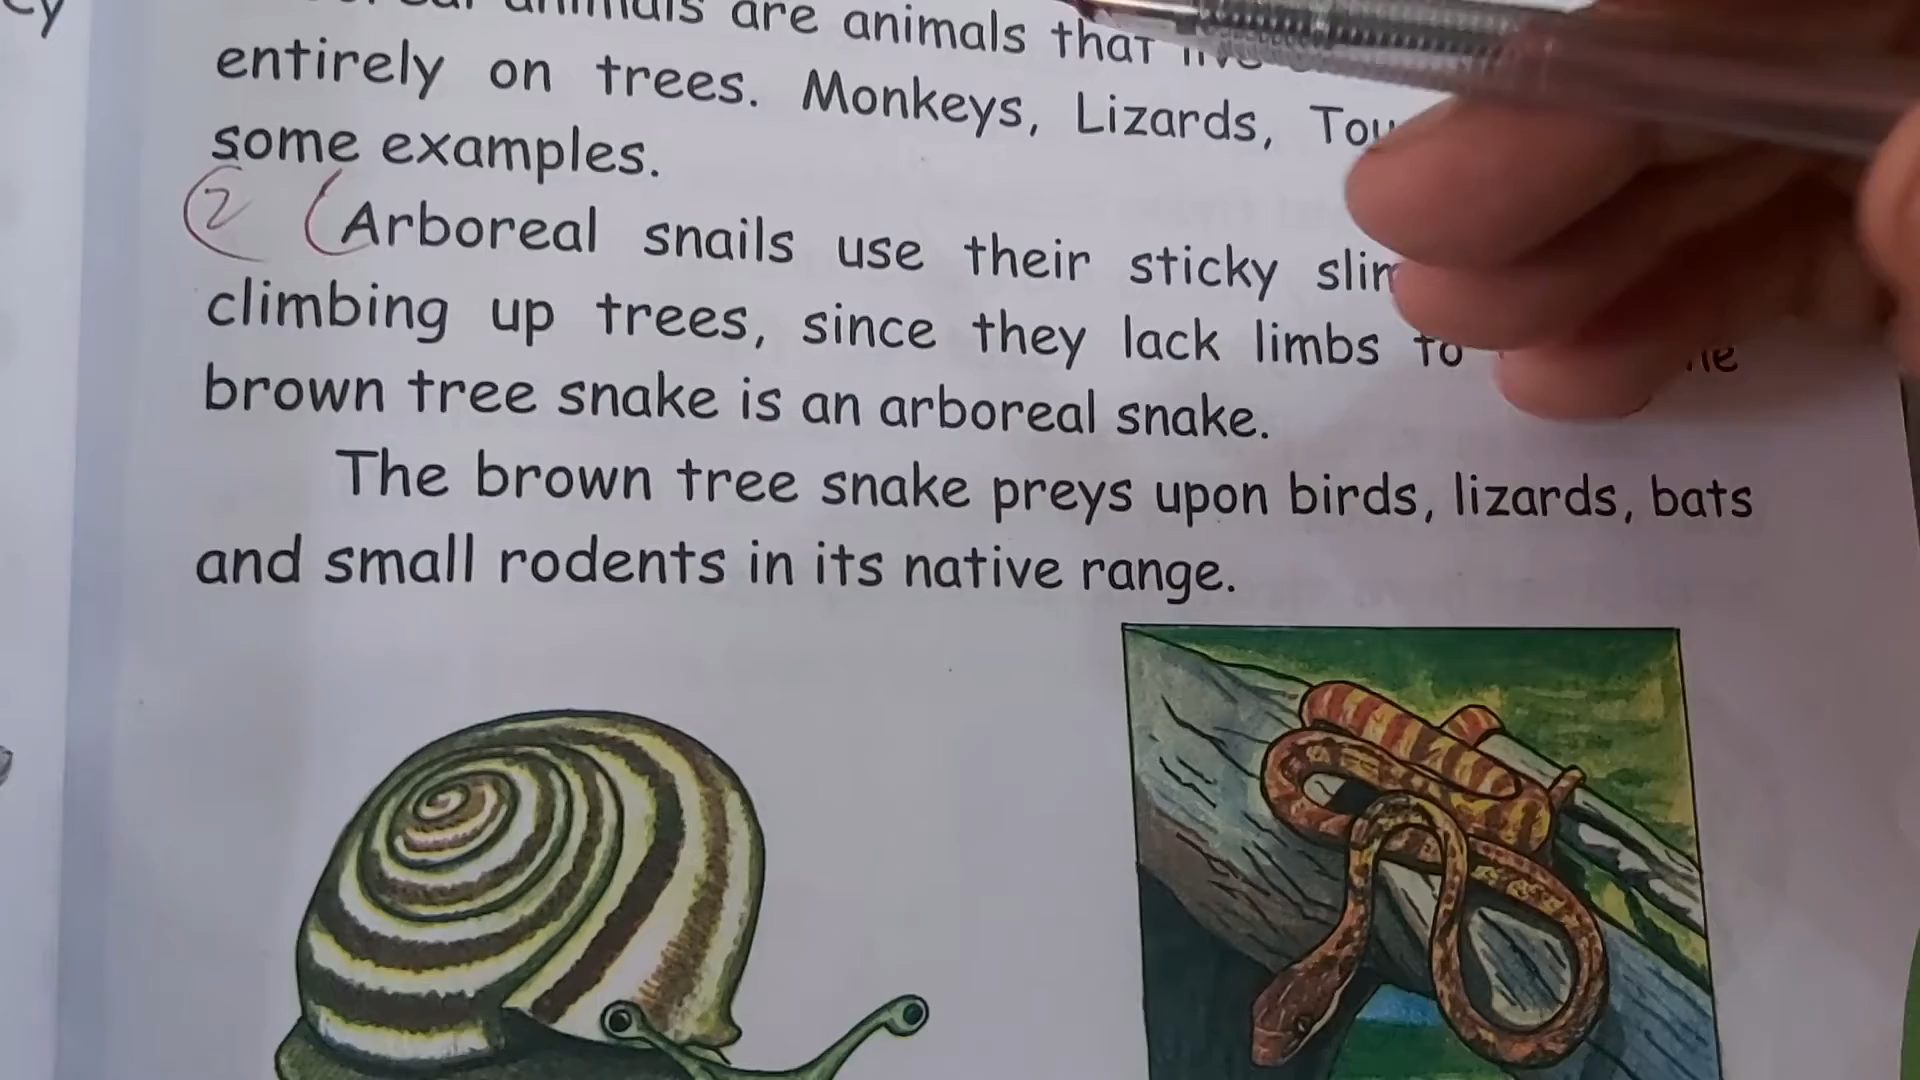 animals are animals that
entirely on trees. Monkeys, Lizards,
some examples.
2 (Arboreal snails use their sticky
climbing up trees, since they lack limbs to
brown tree snake is an arboreal snake.
The brown tree snake preys upon birds, lizards, bats
and small rodents in its native range.